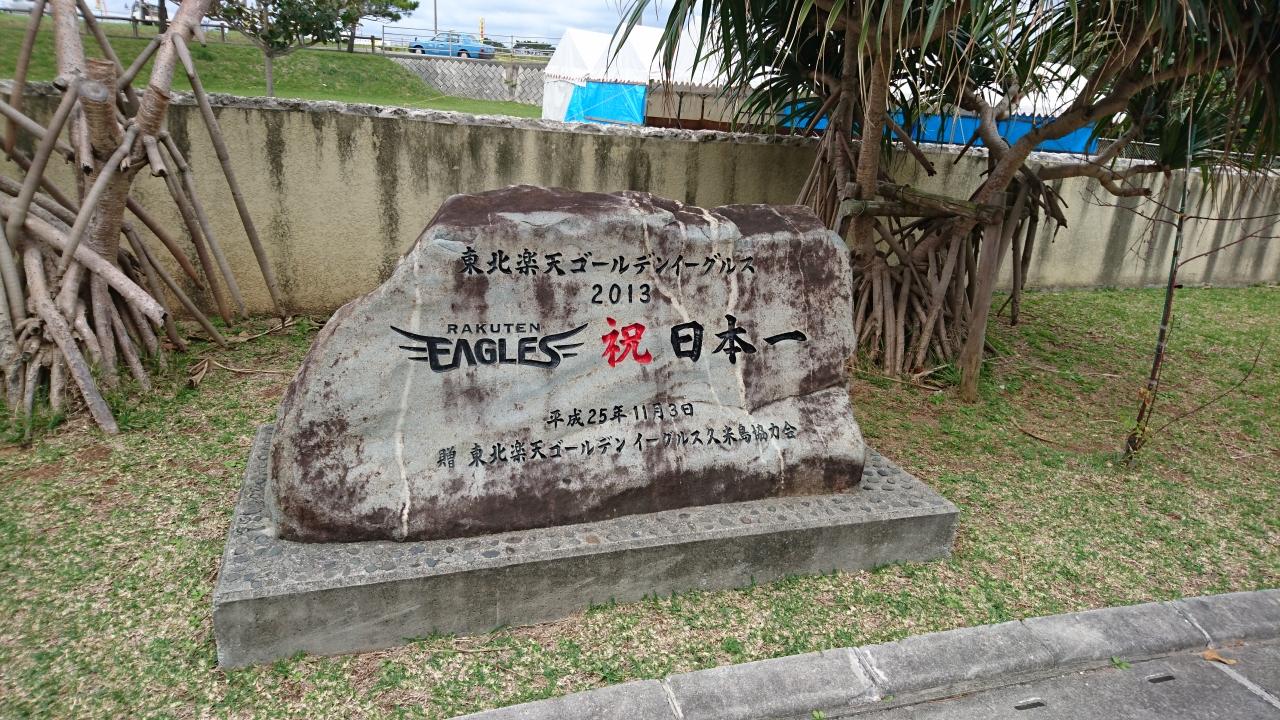 東北楽天ゴールデンイーグルス
2013
RAKUTEN
EAGLES
祝 日本一
平成25年11月3日
贈 東北楽天ゴールデンイーグルス久米島協力会